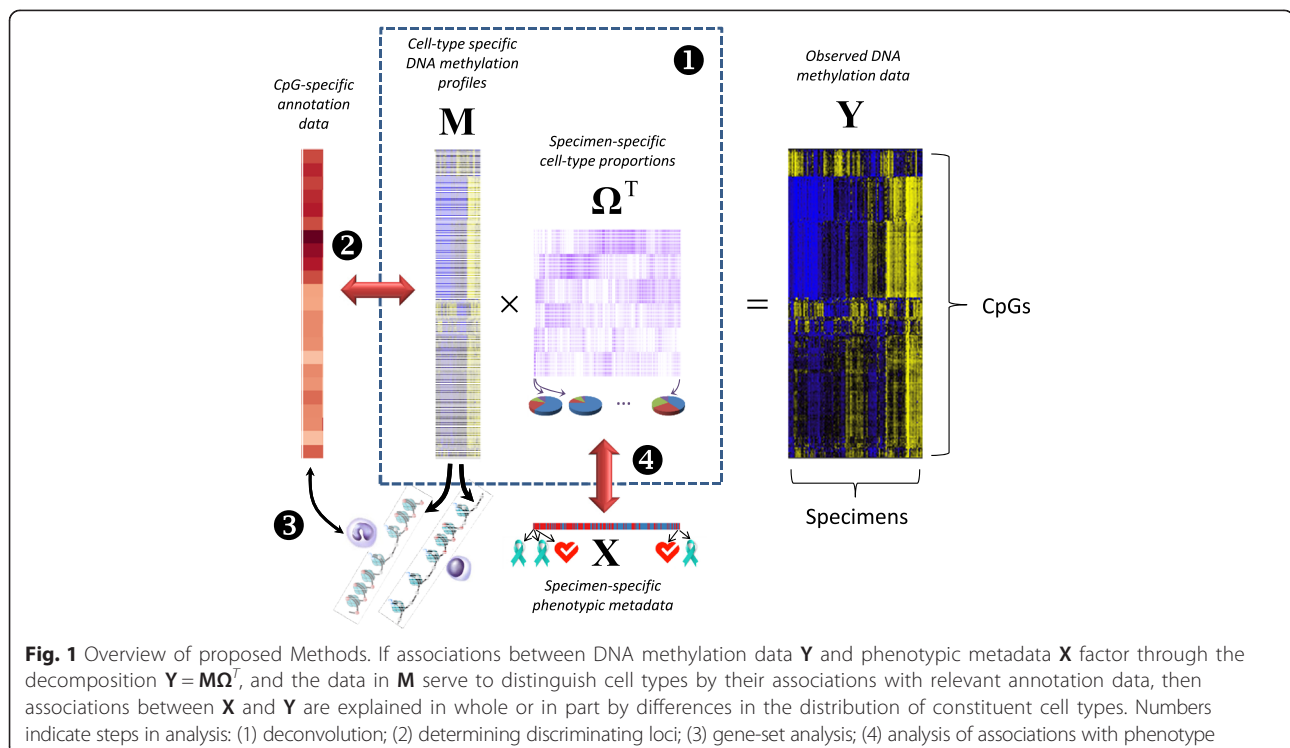 Cell-type specific
DNA methylation
profiles
M
❶
CpG-specific
annotation
data
Specimen-specific
cell-type proportions
Ω^T
Observed DNA
methylation data
Y
❷
×
=
CpGs
...
❹
❸
Specimens
X
Specimen-specific
phenotypic metadata
Fig. 1 Overview of proposed Methods. If associations between DNA methylation data Y and phenotypic metadata X factor through the
decomposition Y = MΩ^T, and the data in M serve to distinguish cell types by their associations with relevant annotation data, then
associations between X and Y are explained in whole or in part by differences in the distribution of constituent cell types. Numbers
indicate steps in analysis: (1) deconvolution; (2) determining discriminating loci; (3) gene-set analysis; (4) analysis of associations with phenotype